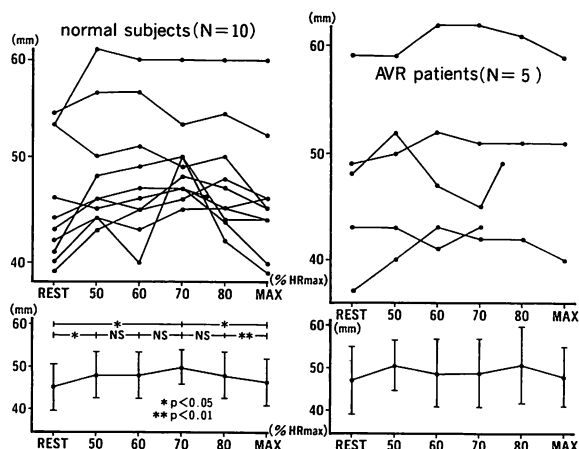 (mm)
normal subjects (N=10)
60
50
40
REST 50 60 70 80 MAX
(% HRmax)
(mm)
AVR patients (N=5)
60
50
40
REST 50 60 70 80 MAX
(mm)
60
50
40
* *
* NS NS NS **
* p<0.05
** p<0.01
REST 50 60 70 80 MAX
(% HRmax)
(mm)
60
50
40
REST 50 60 70 80 MAX